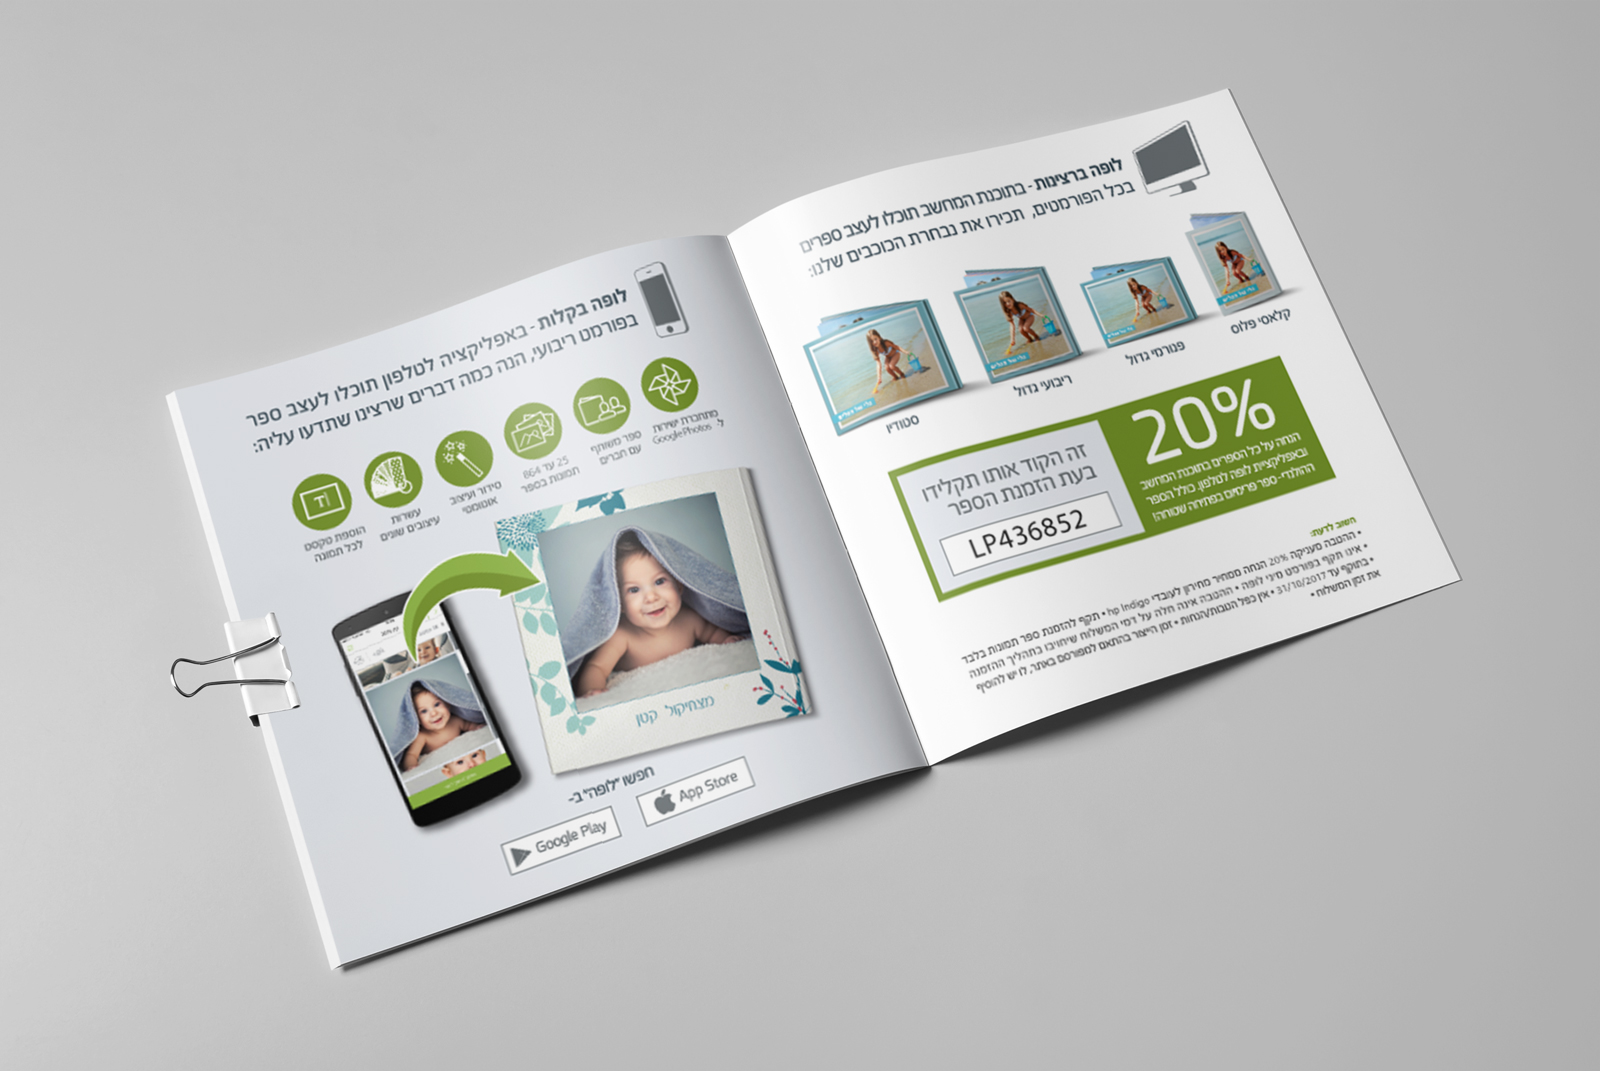 לופה ברצינות - בתוכנת המחשב תוכלו לעצב ספרים
בכל הפורמטים, תכירו את נבחרת הכוכבים שלנו:
קלאסי פלוס
פנורמי גדול
ריבועי גדול
סטודיו
20%
הנחה על כל הספרים בתוכנת המחשב
ובאפליקציית לופה לטלפון. כולל הספר
ההולנדי- ספר פרימיום בפתיחה שטוחה!
זה הקוד אותו תקלידו
בעת הזמנת הספר
LP436852
חשוב לדעת:
• ההטבה מעניקה 20% הנחה ממחיר מחירון לעובדי hp Indigo • תקף להזמנת ספר תמונות בלבד
• אינו תקף בפורמט מיני לופה • ההטבה אינה חלה על דמי המשלוח שיחויבו בתהליך ההזמנה
• בתוקף עד 31/10/2017 • אין כפל הטבות/הנחות • זמן הייצור בהתאם למפורסם באתר, לו יש להוסיף
את זמן המשלוח •
לופה בקלות - באפליקציה לטלפון תוכלו לעצב ספר
בפורמט ריבועי, הנה כמה דברים שרצינו שתדעו עליה:
מתחברת ישירות
ל- Google Photos
ספר משותף
עם חברים
25 עד 864
תמונות בספר
סידור ועיצוב
אוטומטי
עשרות
עיצובים שונים
הוספת טקסט
לכל תמונה
מצחיקול קטן
חפשו "לופה" ב-
App Store
Google Play